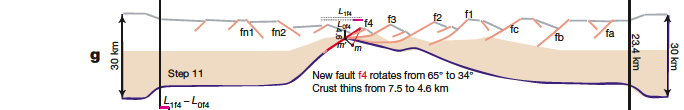 L1f4
L0f4
f4 f3 f2 f1
fn1 fn2 fc fb fa
m' m
g
30 km
23.4 km
30 km
Step 11
New fault f4 rotates from 65° to 34°
Crust thins from 7.5 to 4.6 km
L1f4 – L0f4